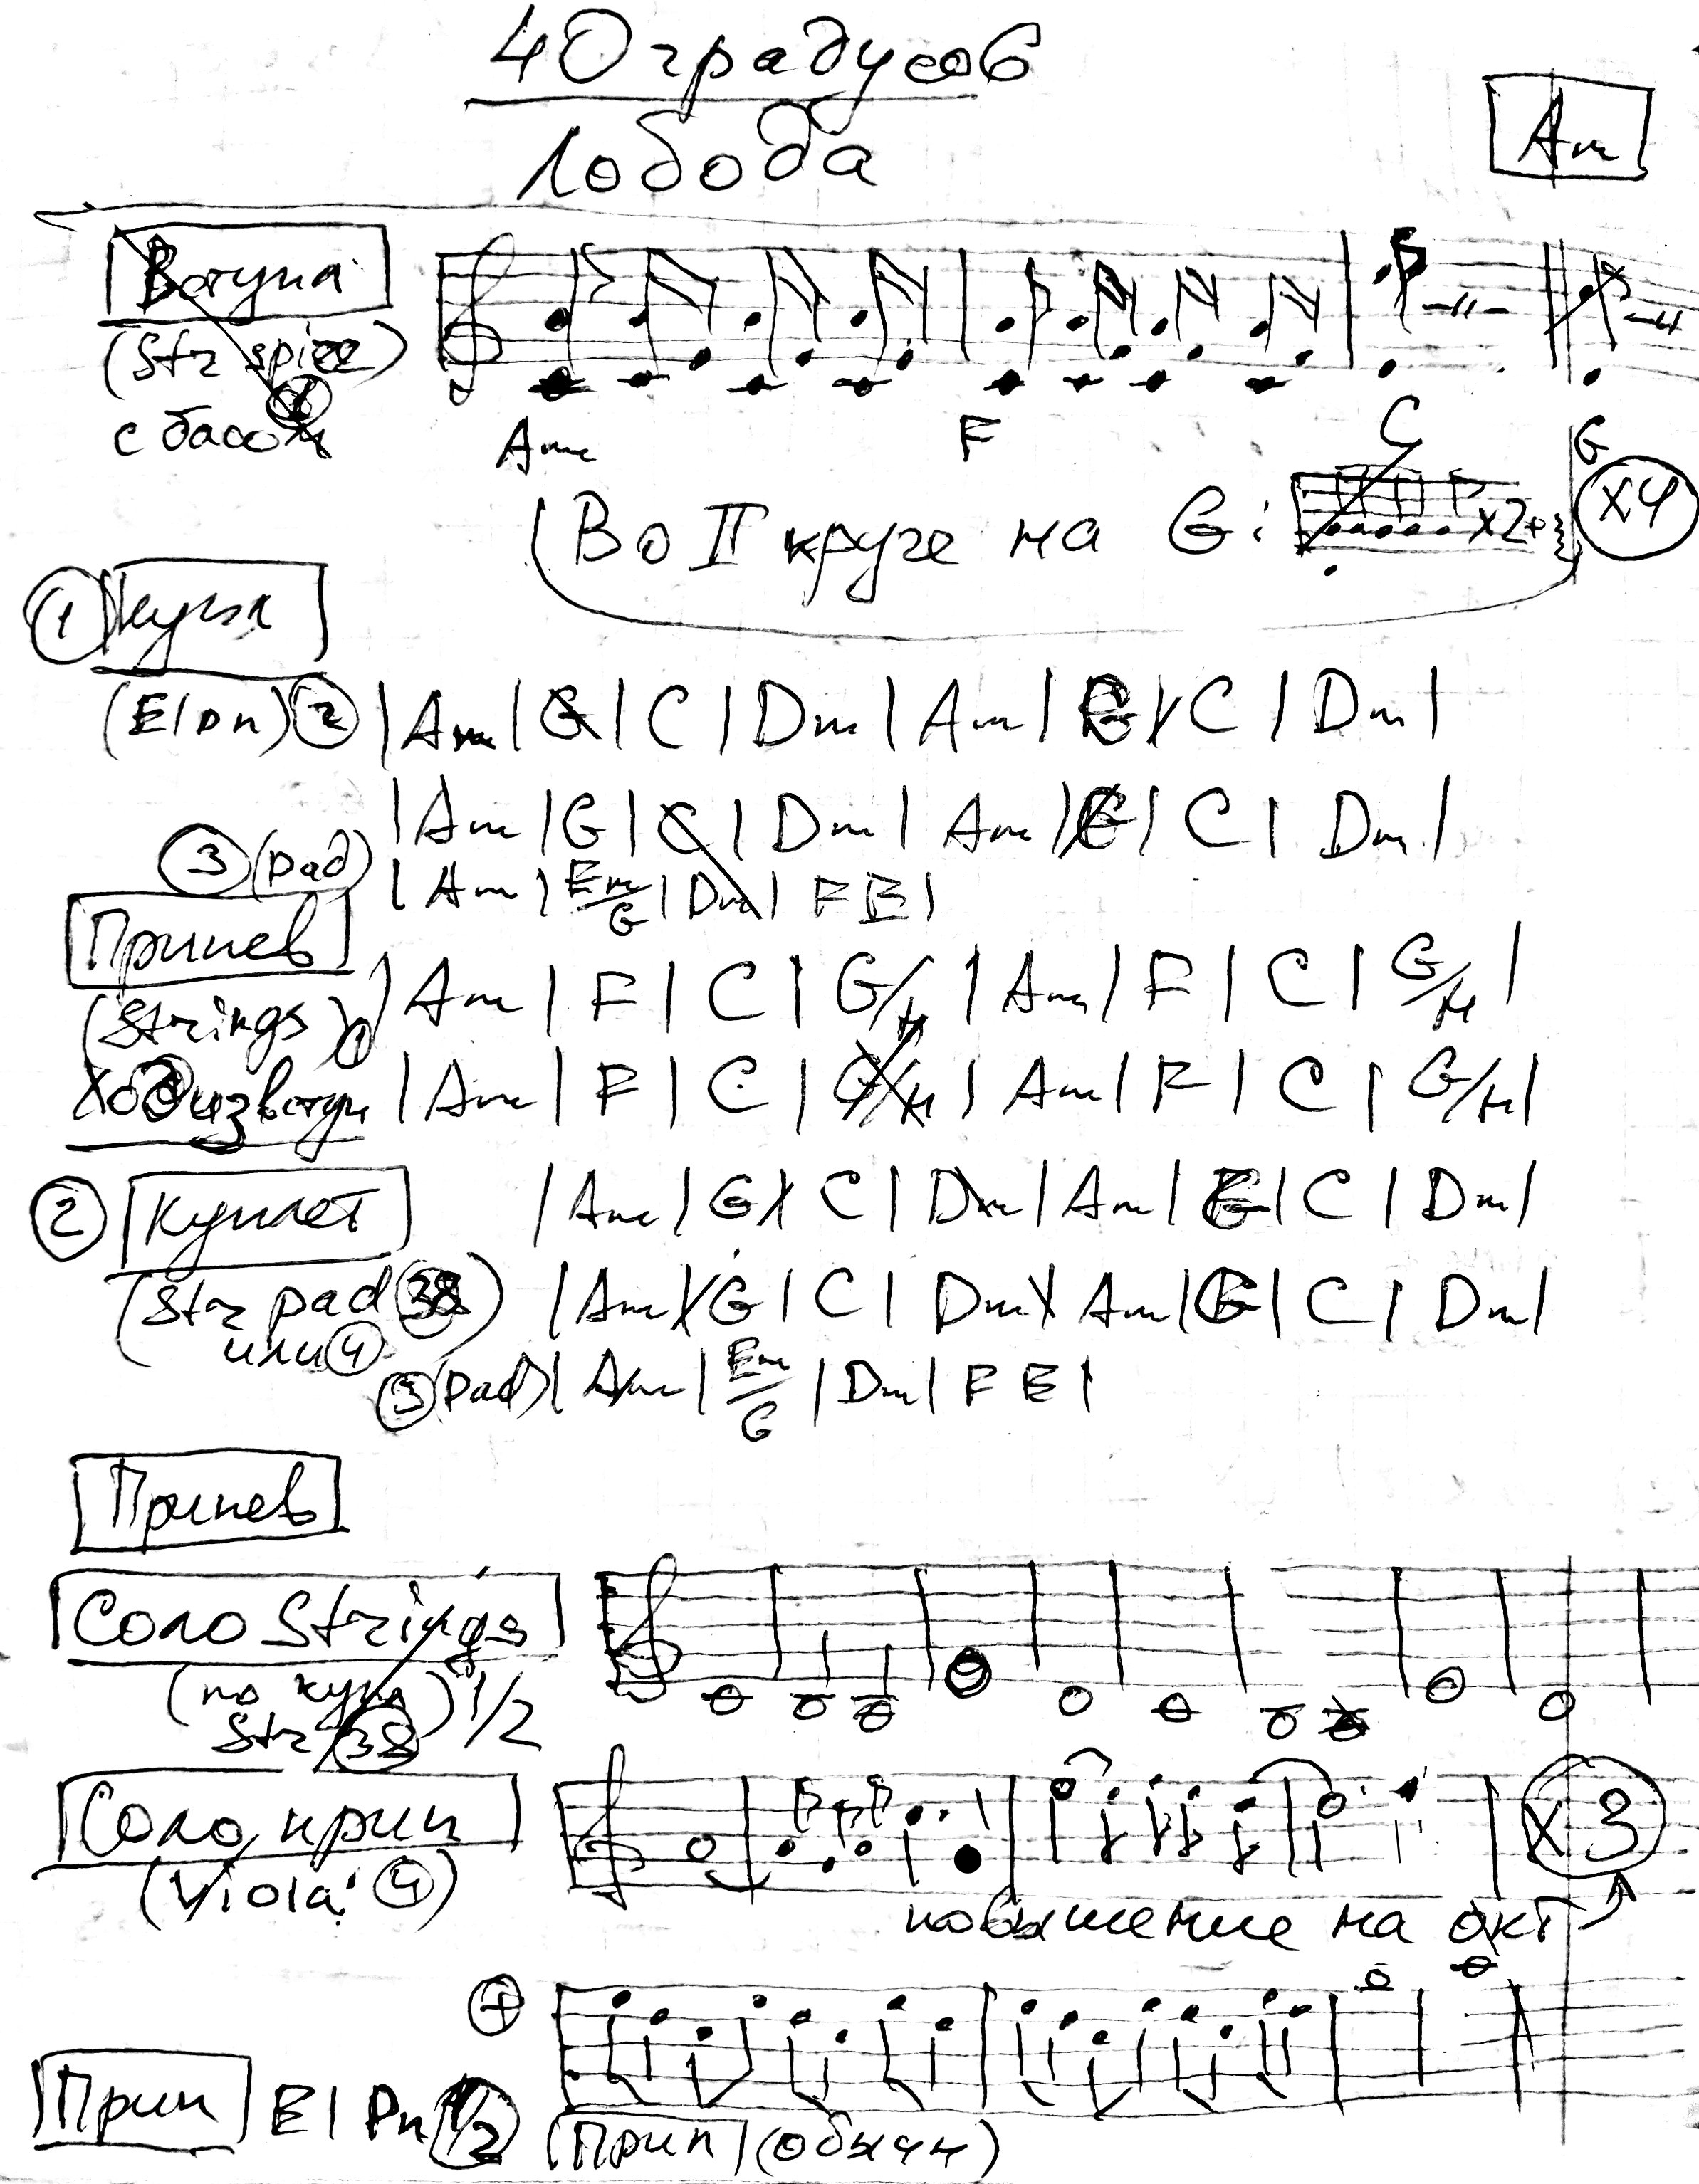 40 градусов
Лобода
Am
Вступл
(Str spicc)
с басом
Am F C G
(Во II круге на G: x2 x4
1 Купл
(El pn) 2 | Am | G | C | Dm | Am | G | C | Dm |
| Am | G | C | Dm | Am | G | C | Dm |
3 (pad) | Am | Em/G | Dm | F E |
Припев
(Strings) 1 | Am | F | C | G/H | Am | F | C | G/H |
Ход из вступ | Am | F | C | G/H | Am | F | C | G/H |
2 Куплет | Am | G | C | Dm | Am | G | C | Dm |
(Str pad 38) | Am | G | C | Dm | Am | G | C | Dm |
или 4
3 (pad) | Am | Em/G | Dm | F E |
Припев
Соло Strings
(по купл) 1/2
Str 38
Соло, прип
(Viola! 4) x3
повышение на окт
+
Прип El Pn 1/2 Прип (обычн)